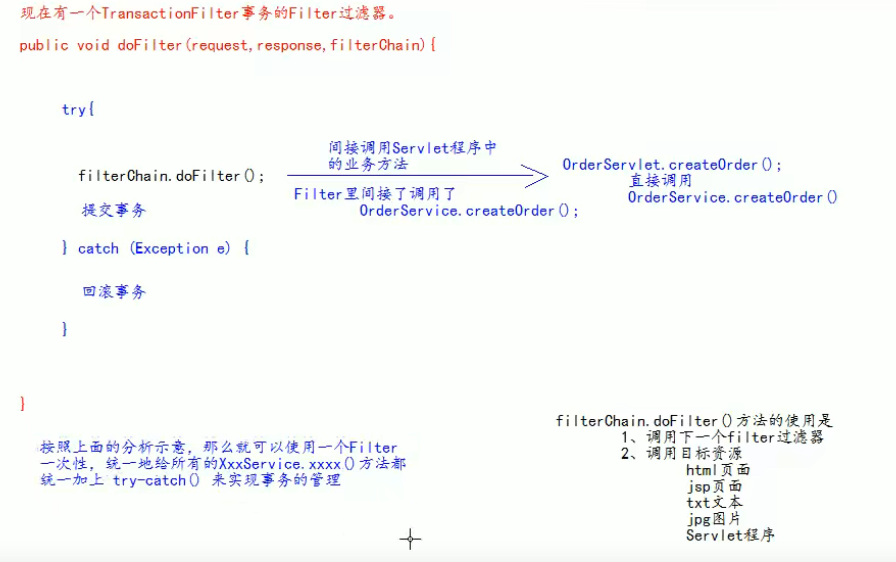 现在有一个TransactionFilter事务的Filter过滤器。
public void doFilter(request,response,filterChain){
try{
间接调用Servlet程序中
的业务方法
filterChain.doFilter();
OrderServlet.createOrder();
直接调用
Filter里间接了调用了
OrderService.createOrder();
OrderService.createOrder()
提交事务
} catch (Exception e) {
回滚事务
}
}
按照上面的分析示意，那么就可以使用一个Filter
一次性，统一地给所有的XxxService.xxxx()方法都
统一加上 try-catch() 来实现事务的管理
filterChain.doFilter()方法的使用是
1、调用下一个filter过滤器
2、调用目标资源
html页面
jsp页面
txt文本
jpg图片
Servlet程序